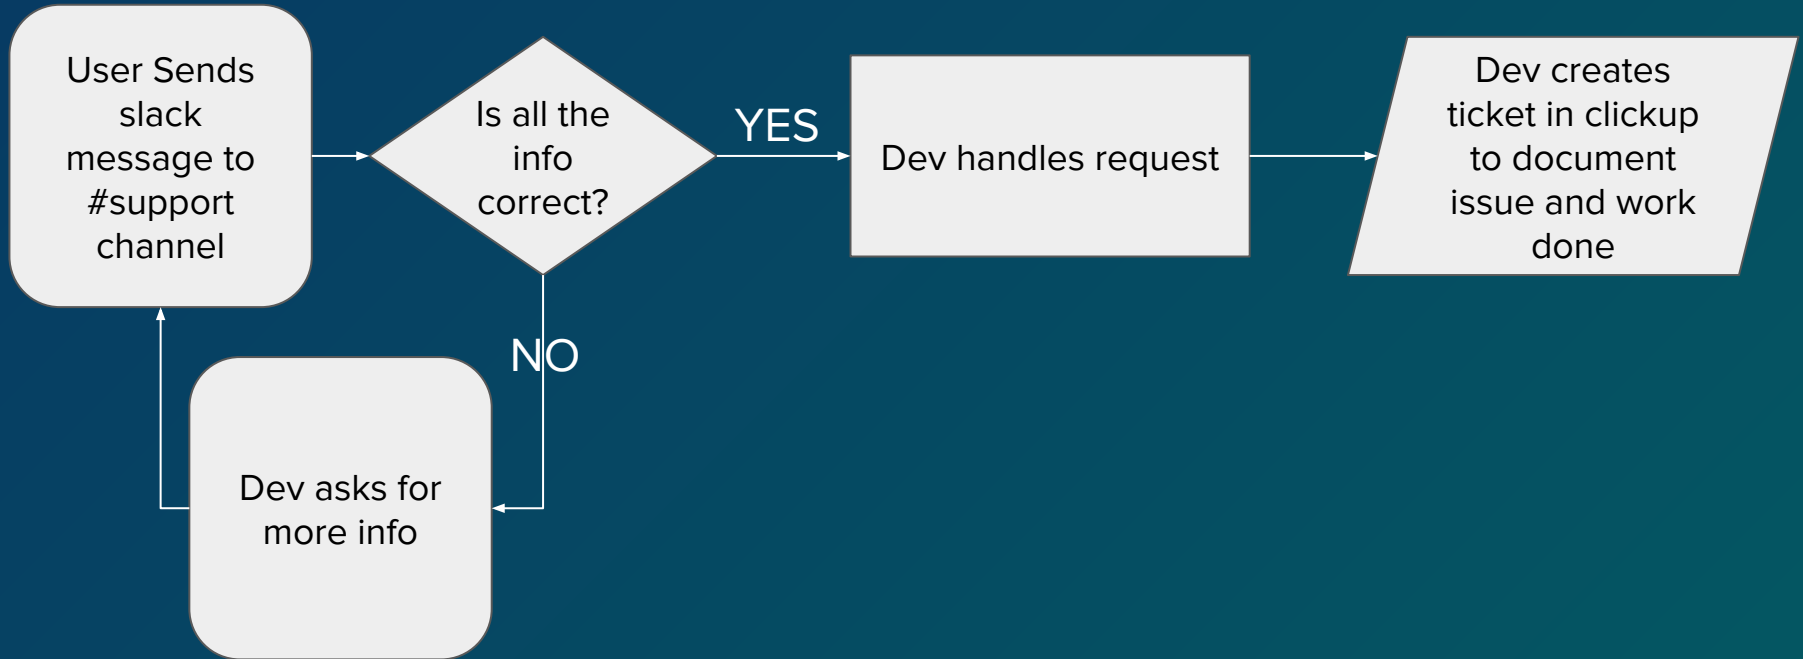 User Sends
slack
message to
#support
channel
Is all the
info
correct?
YES
Dev handles request
Dev creates
ticket in clickup
to document
issue and work
done
NO
Dev asks for
more info